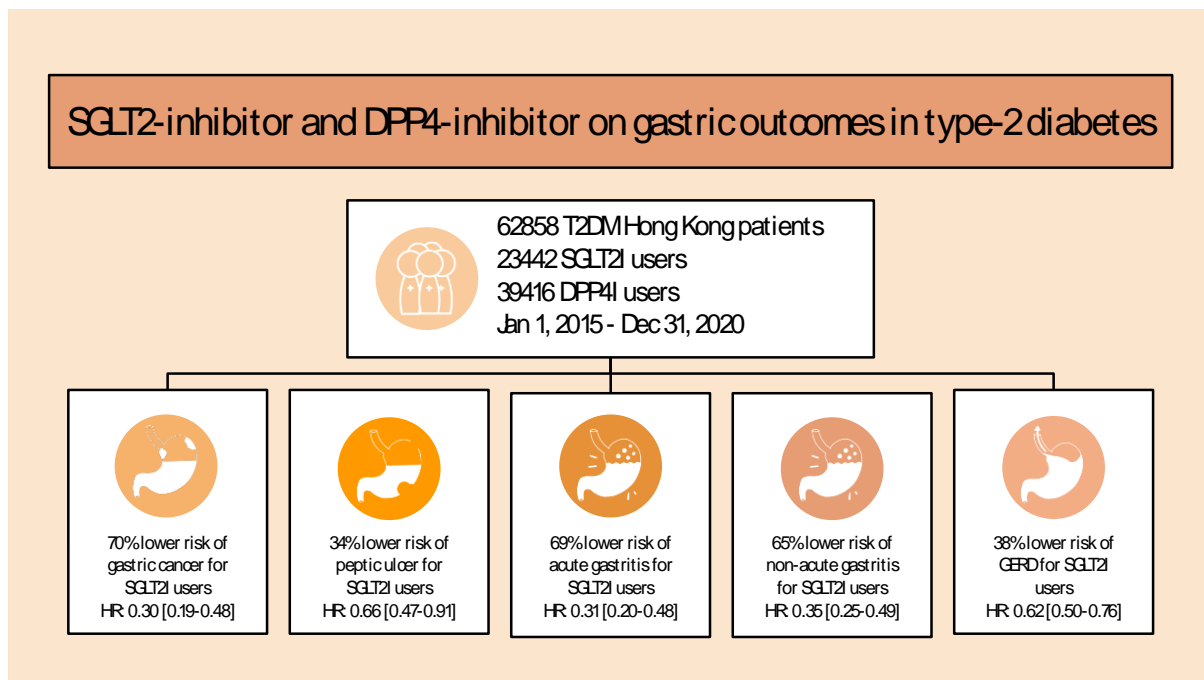 SGLT2-inhibitor and DPP4-inhibitor on gastric outcomes in type-2 diabetes
62858 T2DM Hong Kong patients
23442 SGLT2I users
39416 DPP4I users
Jan 1, 2015 - Dec 31, 2020
70% lower risk of
gastric cancer for
SGLT2I users
HR: 0.30 [0.19-0.48]
34% lower risk of
peptic ulcer for
SGLT2I users
HR: 0.66 [0.47-0.91]
69% lower risk of
acute gastritis for
SGLT2I users
HR: 0.31 [0.20-0.48]
65% lower risk of
non-acute gastritis
for SGLT2I users
HR: 0.35 [0.25-0.49]
38% lower risk of
GERD for SGLT2I
users
HR: 0.62 [0.50-0.76]